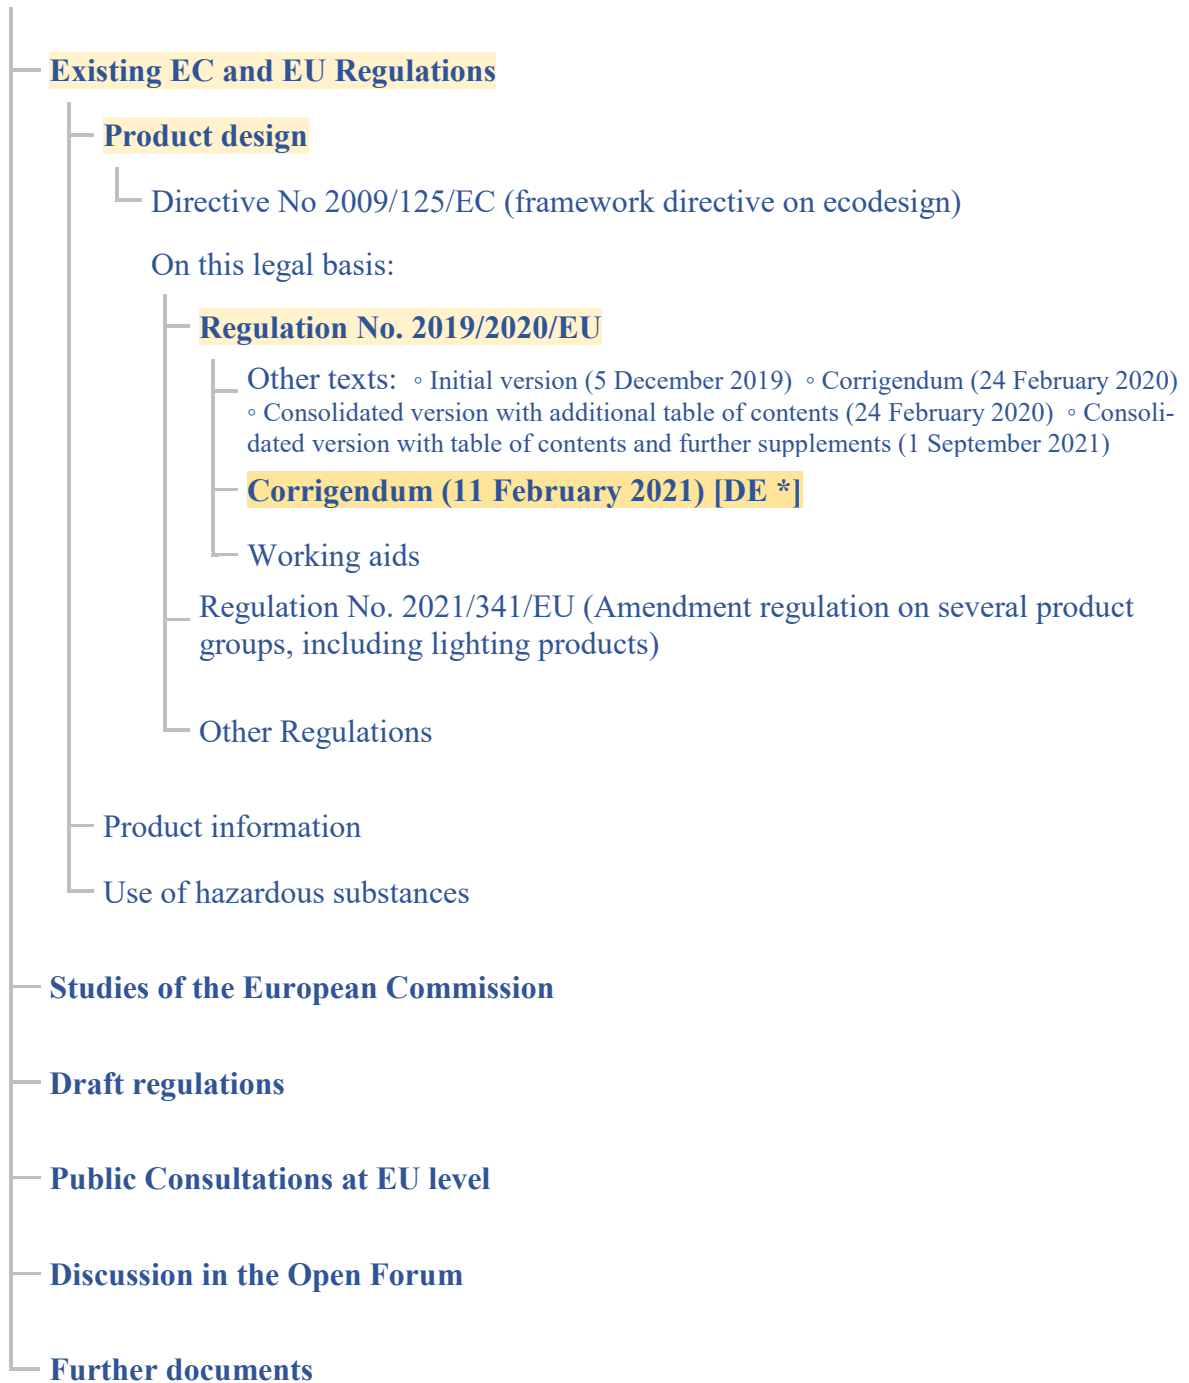 Existing EC and EU Regulations
Product design
Directive No 2009/125/EC (framework directive on ecodesign)
On this legal basis:
Regulation No. 2019/2020/EU
Other texts: ◦ Initial version (5 December 2019) ◦ Corrigendum (24 February 2020)
◦ Consolidated version with additional table of contents (24 February 2020) ◦ Consoli-
dated version with table of contents and further supplements (1 September 2021)
Corrigendum (11 February 2021) [DE *]
Working aids
Regulation No. 2021/341/EU (Amendment regulation on several product
groups, including lighting products)
Other Regulations
Product information
Use of hazardous substances
Studies of the European Commission
Draft regulations
Public Consultations at EU level
Discussion in the Open Forum
Further documents